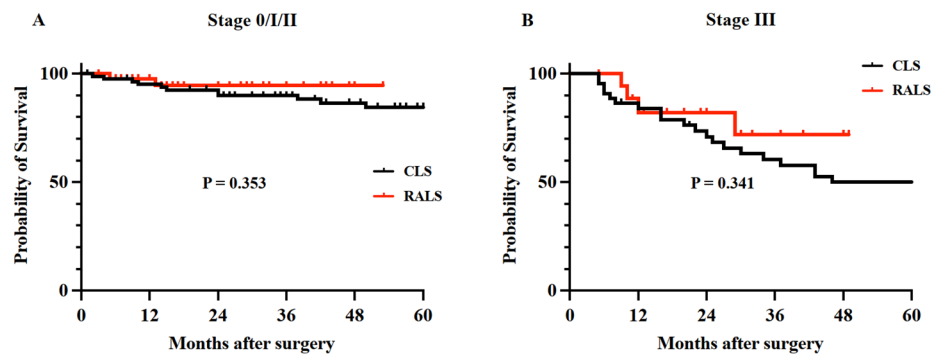 A
Stage 0/I/II
Probability of Survival
100
50
0
0 12 24 36 48 60
Months after surgery
CLS
RALS
P = 0.353
B
Stage III
Probability of Survival
100
50
0
0 12 24 36 48 60
Months after surgery
CLS
RALS
P = 0.341